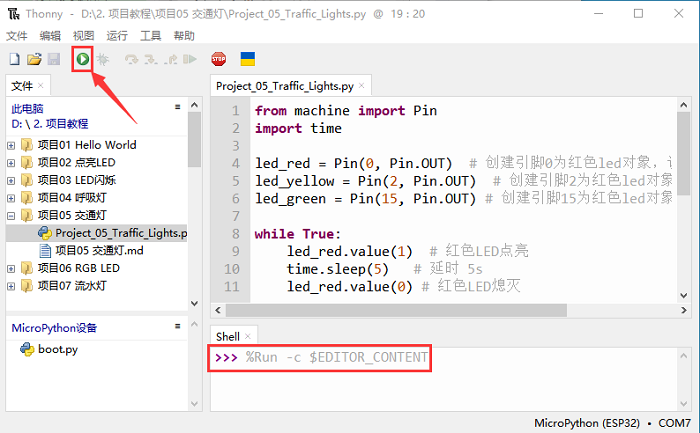 Thonny - D:\2. 项目教程\项目05 交通灯\Project_05_Traffic_Lights.py @ 19 : 20
文件 编辑 视图 运行 工具 帮助
STOP
文件 ×
此电脑
D: \ 2. 项目教程
项目01 Hello World
项目02 点亮LED
项目03 LED闪烁
项目04 呼吸灯
项目05 交通灯
Project_05_Traffic_Lights.p
项目05 交通灯.md
项目06 RGB LED
项目07 流水灯
MicroPython设备
boot.py
Project_05_Traffic_Lights.py ×
1 from machine import Pin
2 import time
3
4 led_red = Pin(0, Pin.OUT) # 创建引脚0为红色led对象，
5 led_yellow = Pin(2, Pin.OUT) # 创建引脚2为红色led对象
6 led_green = Pin(15, Pin.OUT) # 创建引脚15为红色led对象
7
8 while True:
9 led_red.value(1) # 红色LED点亮
10 time.sleep(5) # 延时 5s
11 led_red.value(0) # 红色LED熄灭
Shell ×
>>> %Run -c $EDITOR_CONTENT
MicroPython (ESP32) • COM7